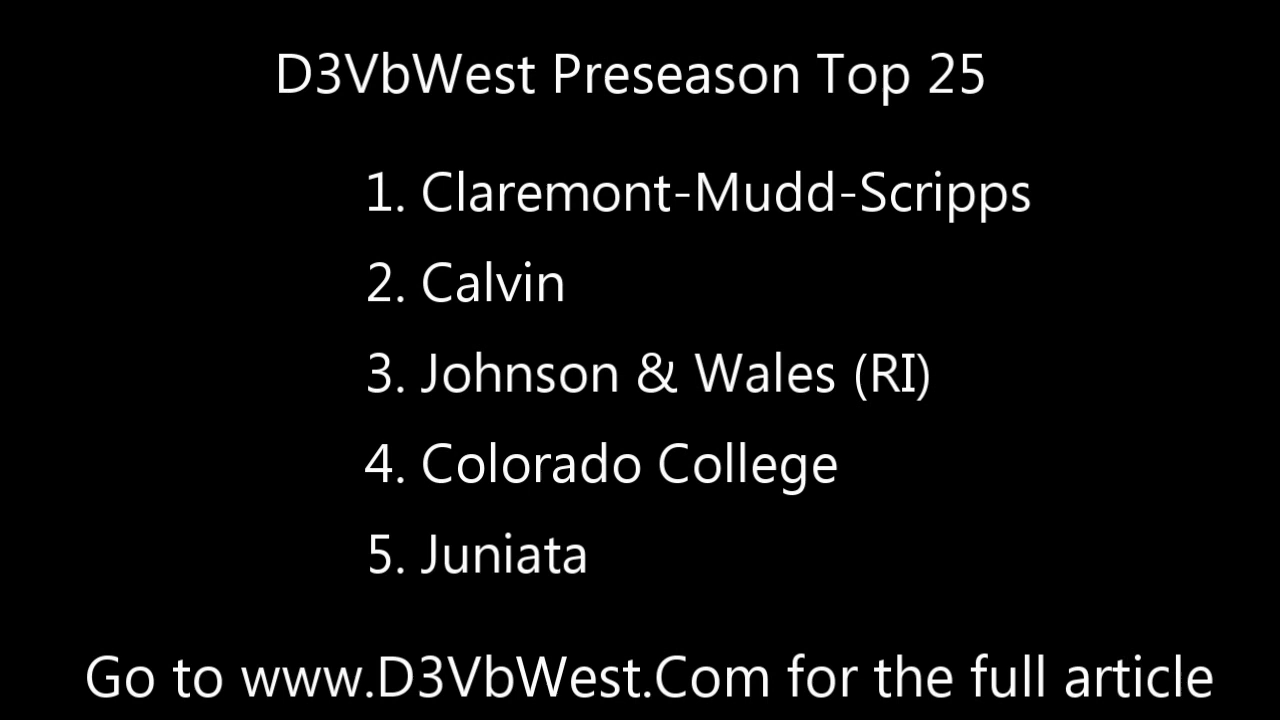 D3VbWest Preseason Top 25
1. Claremont-Mudd-Scripps
2. Calvin
3. Johnson & Wales (RI)
4. Colorado College
5. Juniata
Go to www.D3VbWest.Com for the full article